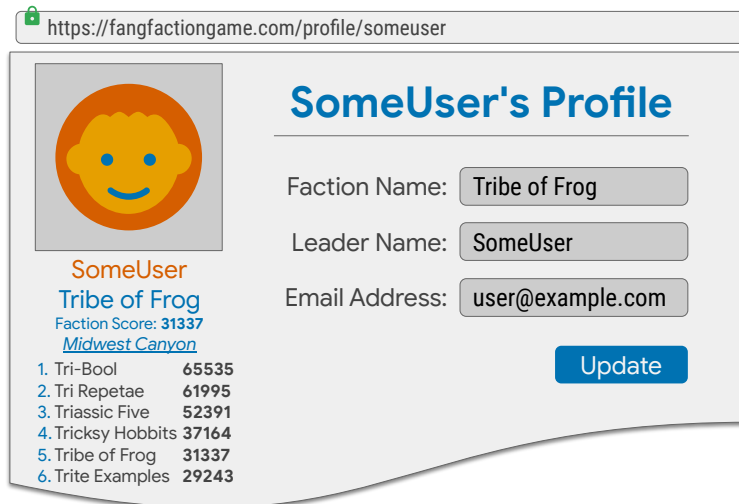 https://fangfactiongame.com/profile/someuser
SomeUser's Profile
Faction Name: Tribe of Frog
Leader Name: SomeUser
Email Address: user@example.com
Update
SomeUser
Tribe of Frog
Faction Score: 31337
Midwest Canyon
1. Tri-Bool 65535
2. Tri Repetae 61995
3. Triassic Five 52391
4. Tricksy Hobbits 37164
5. Tribe of Frog 31337
6. Trite Examples 29243